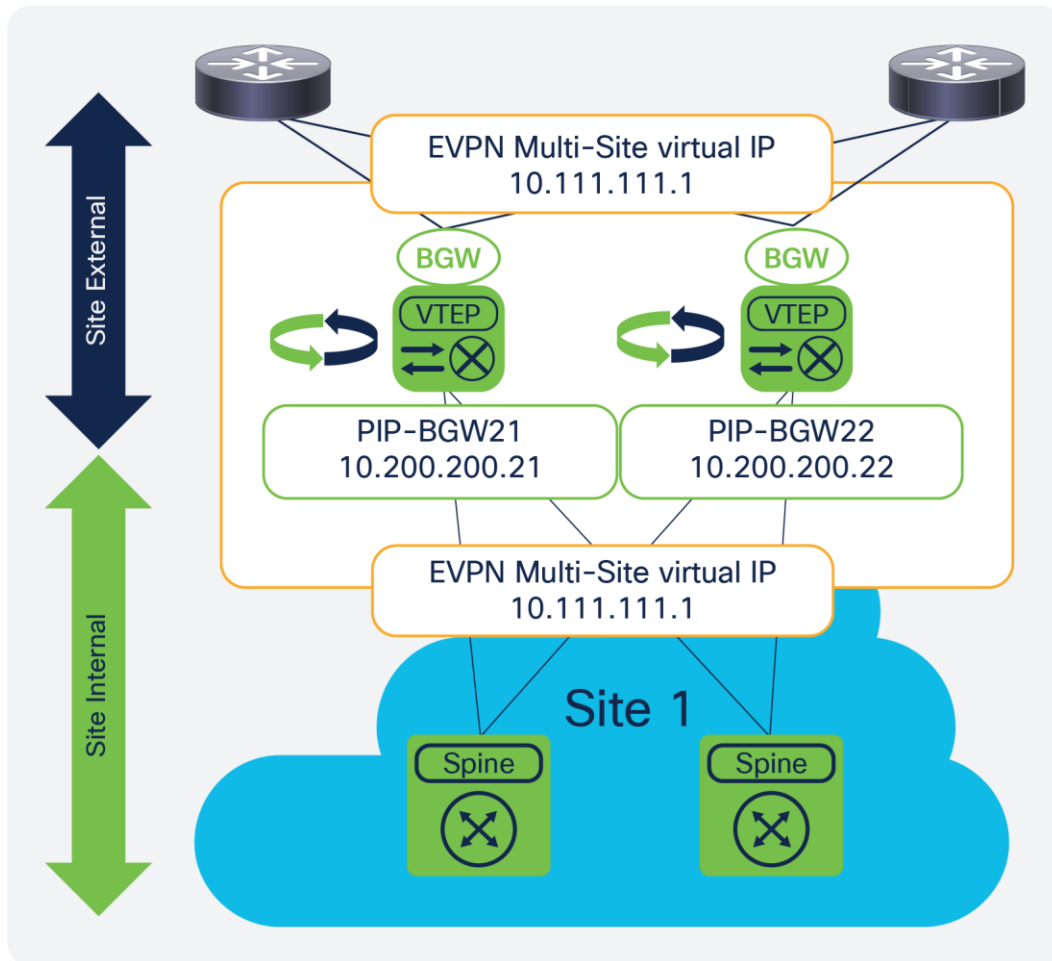 EVPN Multi-Site virtual IP
10.111.111.1
Site External
BGW
BGW
VTEP
VTEP
PIP-BGW21
10.200.200.21
PIP-BGW22
10.200.200.22
EVPN Multi-Site virtual IP
10.111.111.1
Site Internal
Site 1
Spine
Spine